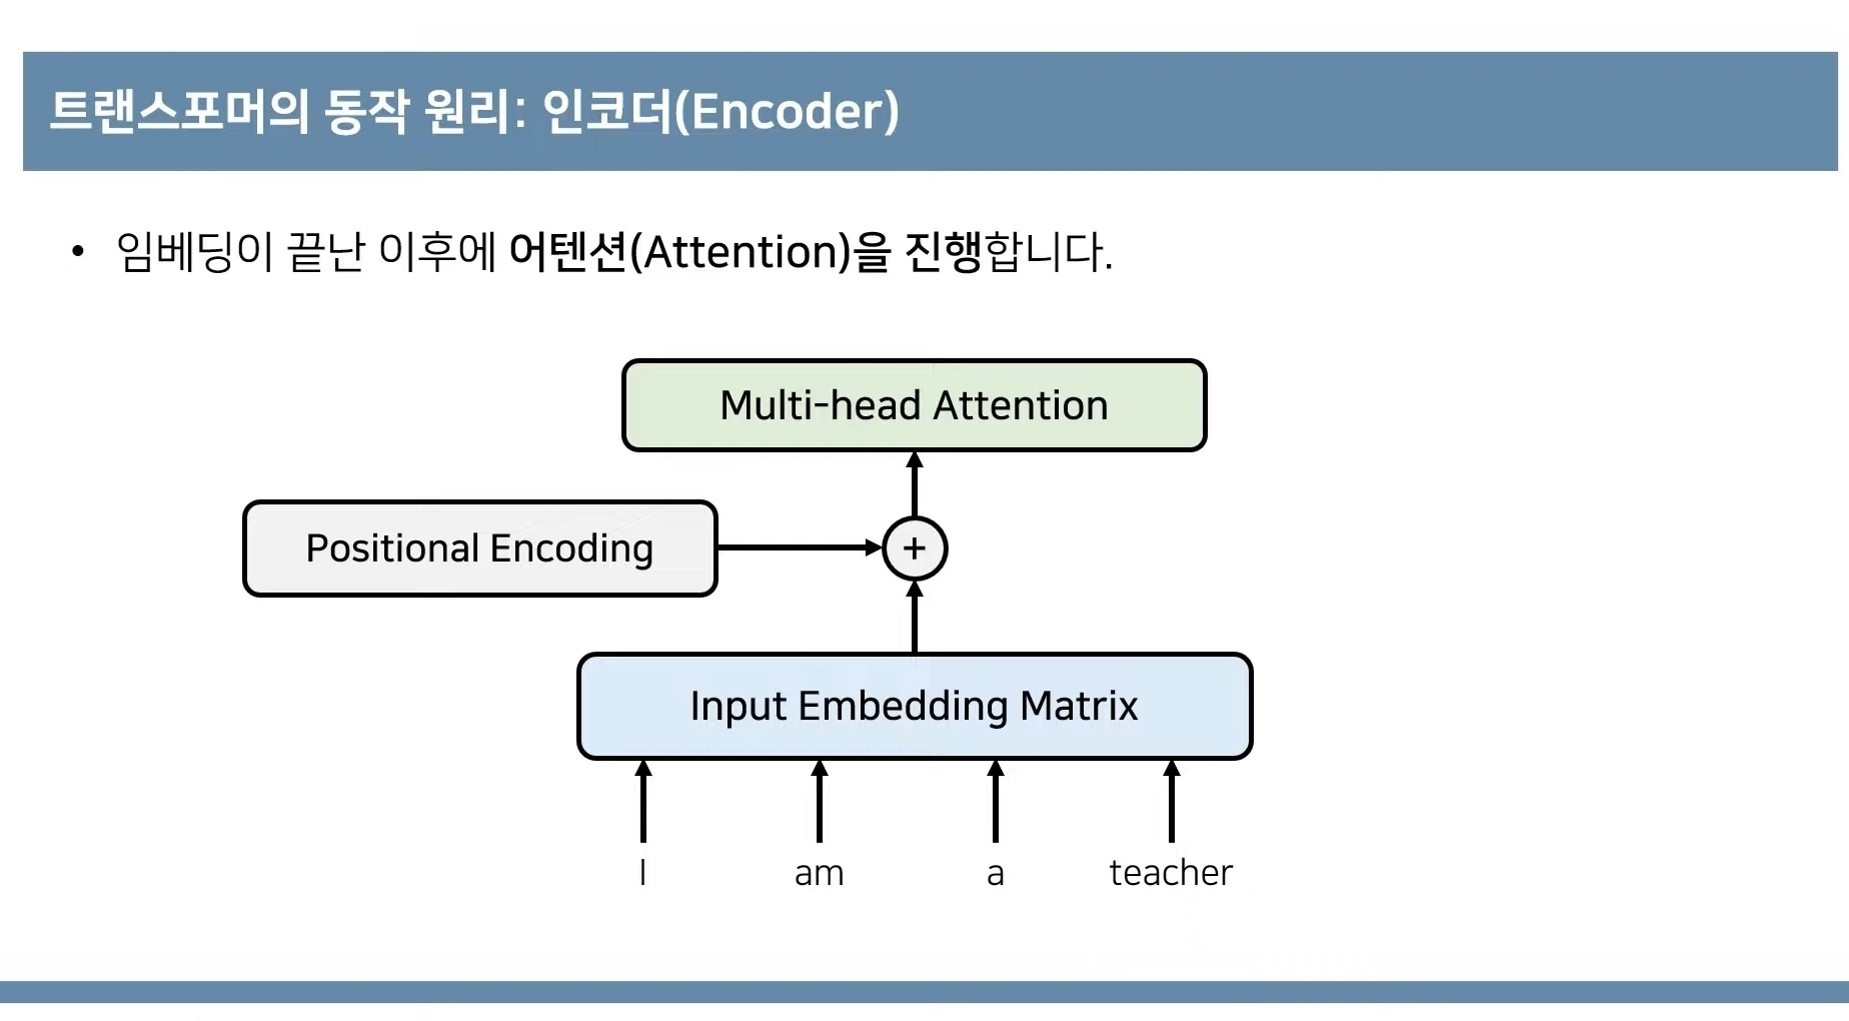 트랜스포머의 동작 원리: 인코더(Encoder)
• 임베딩이 끝난 이후에 어텐션(Attention)을 진행합니다.
Multi-head Attention
Positional Encoding
+
Input Embedding Matrix
I am a teacher